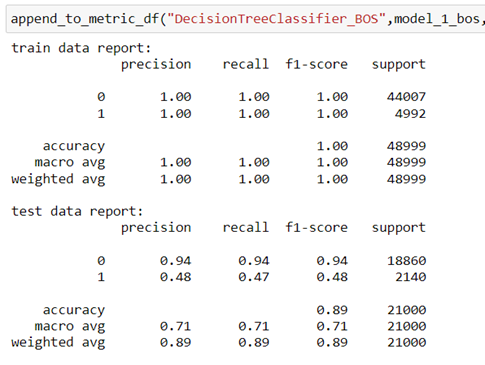 append_to_metric_df("DecisionTreeClassifier_BOS",model_1_bos,
train data report:
precision recall f1-score support
0 1.00 1.00 1.00 44007
1 1.00 1.00 1.00 4992
accuracy 1.00 48999
macro avg 1.00 1.00 1.00 48999
weighted avg 1.00 1.00 1.00 48999
test data report:
precision recall f1-score support
0 0.94 0.94 0.94 18860
1 0.48 0.47 0.48 2140
accuracy 0.89 21000
macro avg 0.71 0.71 0.71 21000
weighted avg 0.89 0.89 0.89 21000